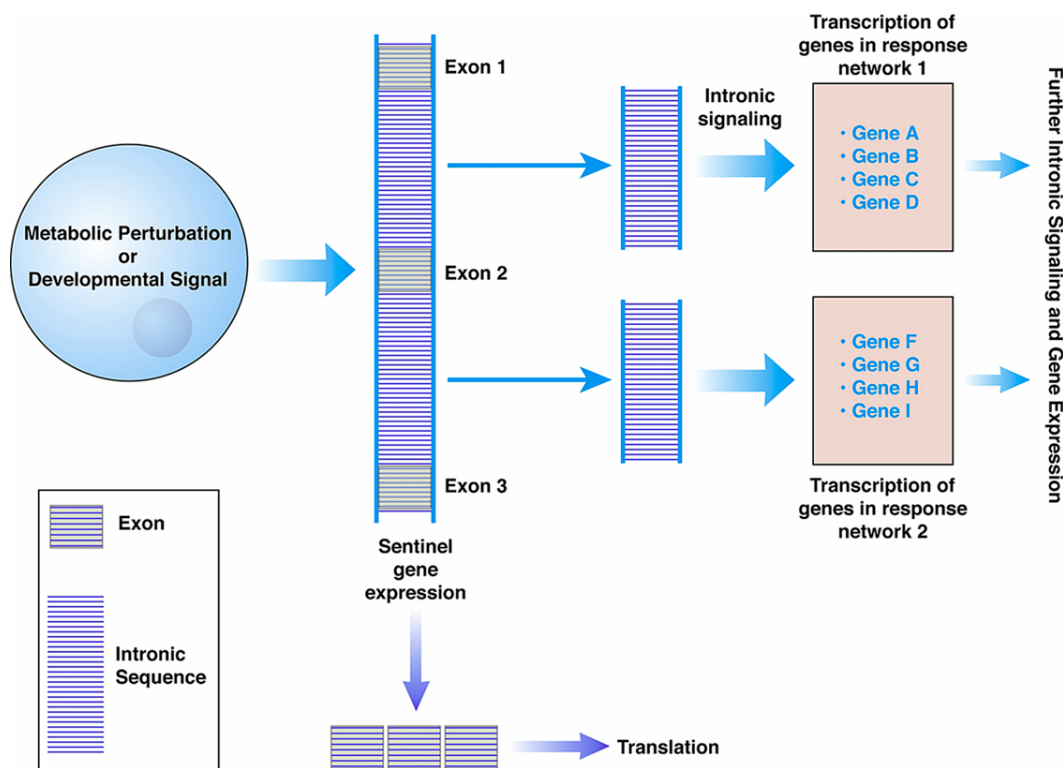 Metabolic Perturbation
or
Developmental Signal
Exon 1
Exon 2
Exon 3
Sentinel
gene
expression
Translation
Intronic
signaling
Transcription of
genes in response
network 1
• Gene A
• Gene B
• Gene C
• Gene D
• Gene F
• Gene G
• Gene H
• Gene I
Transcription of
genes in response
network 2
Further Intronic Signaling and Gene Expression
Exon
Intronic
Sequence